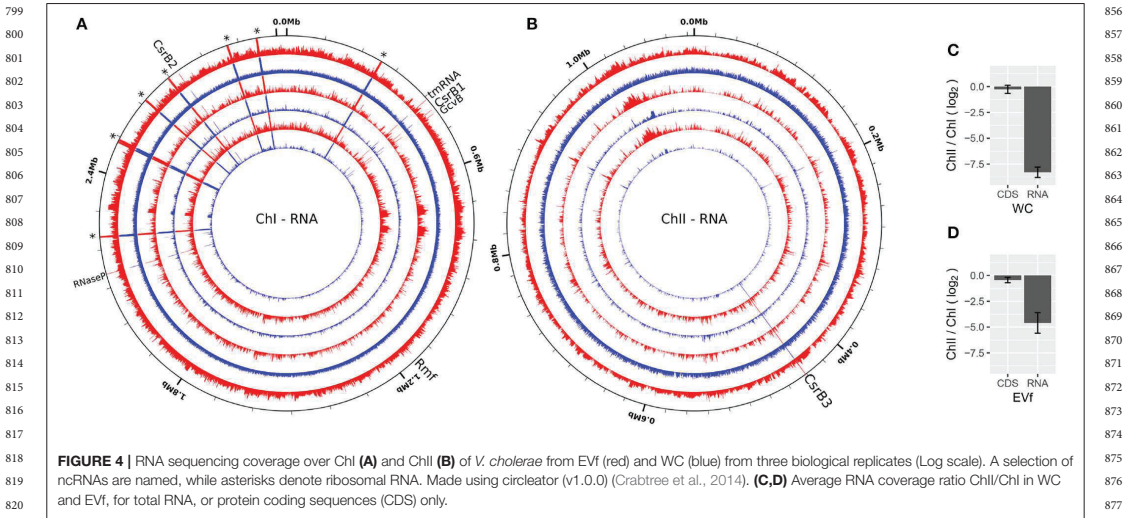 799
800
801
802
803
804
805
806
807
808
809
810
811
812
813
814
815
816
817
818
819
820
A
0.0Mb
*
*
*
*
*
*
*
CsrB2
tmRNA
CsrB1
GcvB
0.6Mb
2.4Mb
ChI - RNA
RNaseP
Rmf
1.2Mb
1.8Mb
B
0.0Mb
1.0Mb
0.2Mb
ChII - RNA
0.8Mb
0.4Mb
CsrB3
0.6Mb
C
ChII / ChI ( log2 )
0.0
-2.5
-5.0
-7.5
CDS RNA
WC
D
ChII / ChI ( log2 )
0.0
-2.5
-5.0
-7.5
CDS RNA
EVf
FIGURE 4 | RNA sequencing coverage over ChI (A) and ChII (B) of V. cholerae from EVf (red) and WC (blue) from three biological replicates (Log scale). A selection of
ncRNAs are named, while asterisks denote ribosomal RNA. Made using circleator (v1.0.0) (Crabtree et al., 2014). (C,D) Average RNA coverage ratio ChII/ChI in WC
and EVf, for total RNA, or protein coding sequences (CDS) only.
856
857
858
859
860
861
862
863
864
865
866
867
868
869
870
871
872
873
874
875
876
877